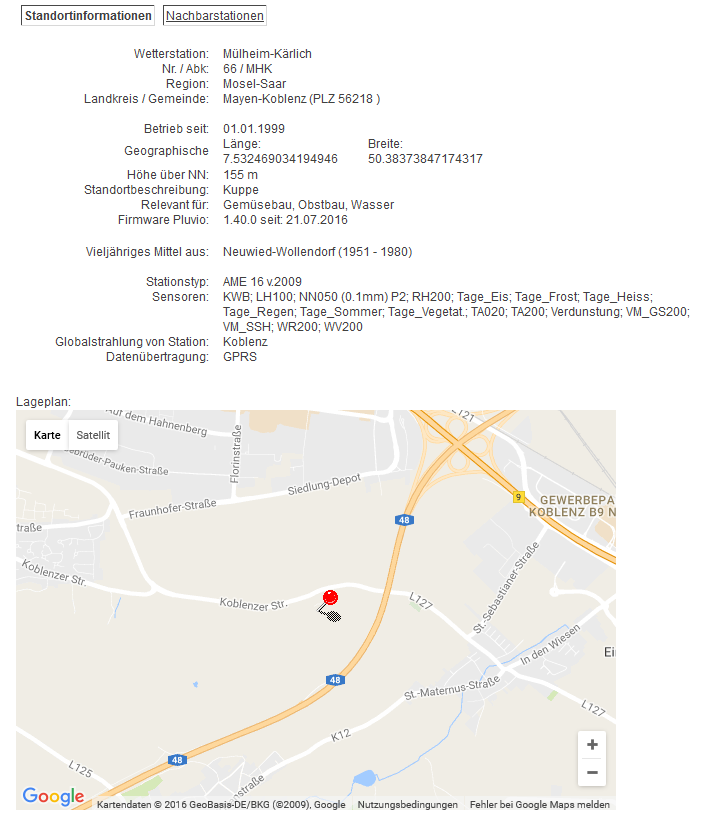 Standortinformationen Nachbarstationen
Wetterstation: Mülheim-Kärlich
Nr. / Abk: 66 / MHK
Region: Mosel-Saar
Landkreis / Gemeinde: Mayen-Koblenz (PLZ 56218 )
Betrieb seit: 01.01.1999
Geographische Länge: Breite:
7.532469034194946 50.38373847174317
Höhe über NN: 155 m
Standortbeschreibung: Kuppe
Relevant für: Gemüsebau, Obstbau, Wasser
Firmware Pluvio: 1.40.0 seit: 21.07.2016
Vieljähriges Mittel aus: Neuwied-Wollendorf (1951 - 1980)
Stationstyp: AME 16 v.2009
Sensoren: KWB; LH100; NN050 (0.1mm) P2; RH200; Tage_Eis; Tage_Frost; Tage_Heiss;
Tage_Regen; Tage_Sommer; Tage_Vegetat.; TA020; TA200; Verdunstung; VM_GS200;
VM_SSH; WR200; WV200
Globalstrahlung von Station: Koblenz
Datenübertragung: GPRS
Lageplan:
Karte Satellit
Auf dem Hahnenberg
L121
Florinstraße
ebrüder-Pauken-Straße
Siedlung-Depot
Fraunhofer-Straße
9
GEWERBEPA
KOBLENZ B9 N
48
traße
Koblenzer Str.
Koblenzer Str.
L127
St.-Sebastianer-Straße
In den Wiesen
Ei
48
St.-Maternus-Straße
L127
K12
48
L125
+
−
Google
Kartendaten © 2016 GeoBasis-DE/BKG (©2009), Google Nutzungsbedingungen Fehler bei Google Maps melden